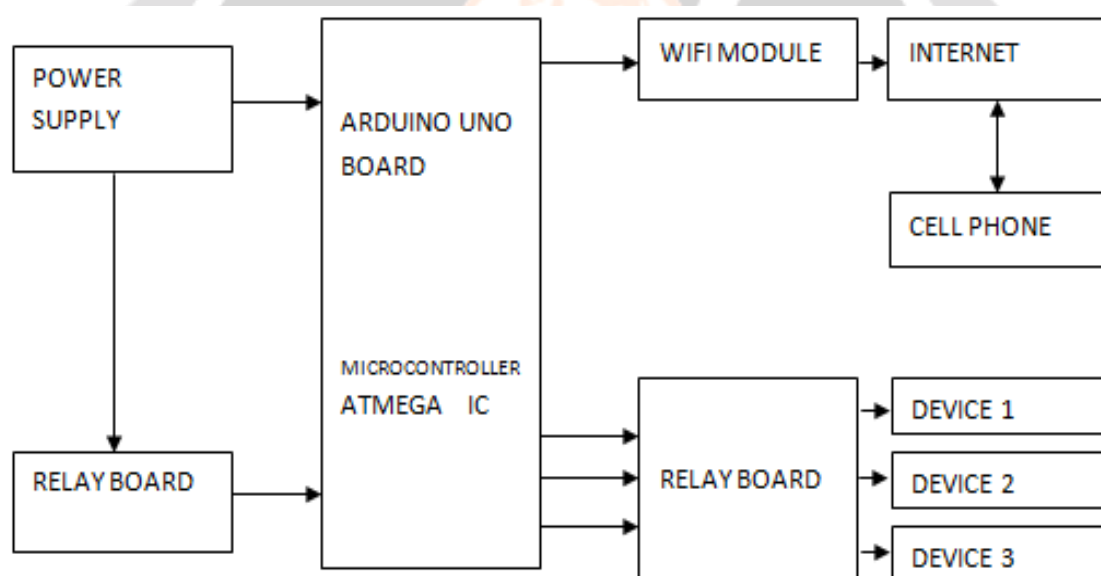 POWER
SUPPLY
ARDUINO UNO
BOARD
MICROCONTROLLER
ATMEGA IC
RELAY BOARD
WIFI MODULE
INTERNET
CELL PHONE
RELAY BOARD
DEVICE 1
DEVICE 2
DEVICE 3